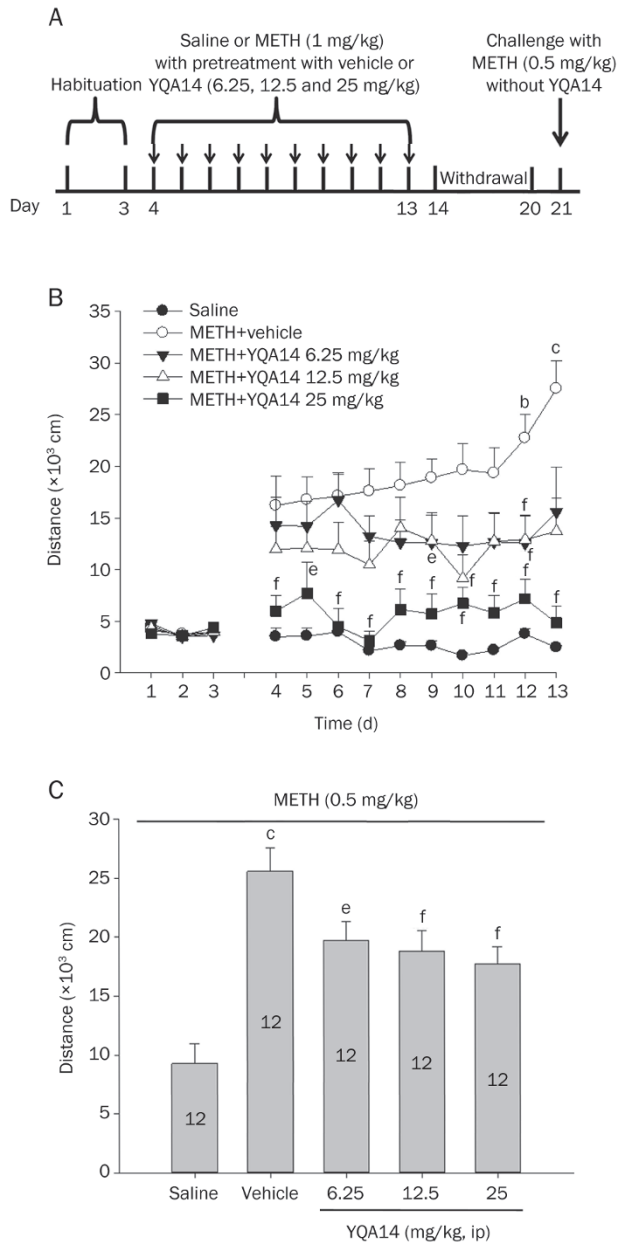 A
Saline or METH (1 mg/kg)
with pretreatment with vehicle or
YQA14 (6.25, 12.5 and 25 mg/kg)
Habituation
Challenge with
METH (0.5 mg/kg)
without YQA14
Withdrawal
Day 1 3 4 13 14 20 21
B
Saline
METH+vehicle
METH+YQA14 6.25 mg/kg
METH+YQA14 12.5 mg/kg
METH+YQA14 25 mg/kg
Distance (×10³ cm)
35
30
25
20
15
10
5
0
c
b
f
e
f
f e f f f f f f f f
f
f
1 2 3 4 5 6 7 8 9 10 11 12 13
Time (d)
C
METH (0.5 mg/kg)
Distance (×10³ cm)
30
25
20
15
10
5
0
c
e f f
12 12 12 12 12
Saline Vehicle 6.25 12.5 25
YQA14 (mg/kg, ip)